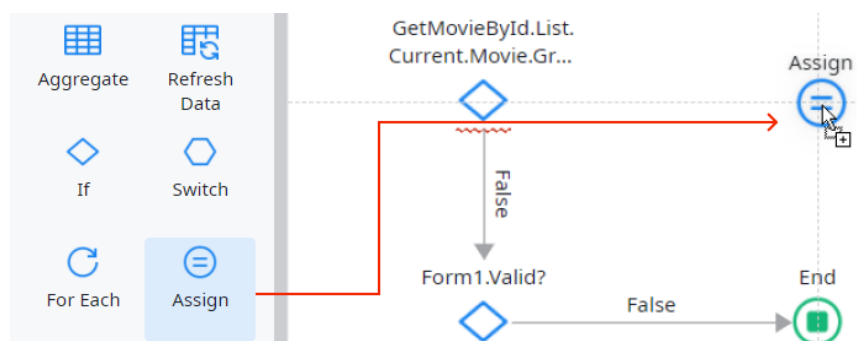 Aggregate
Refresh
Data
If
Switch
For Each
Assign
GetMovieById.List.
Current.Movie.Gr...
Assign
False
Form1.Valid?
False
End